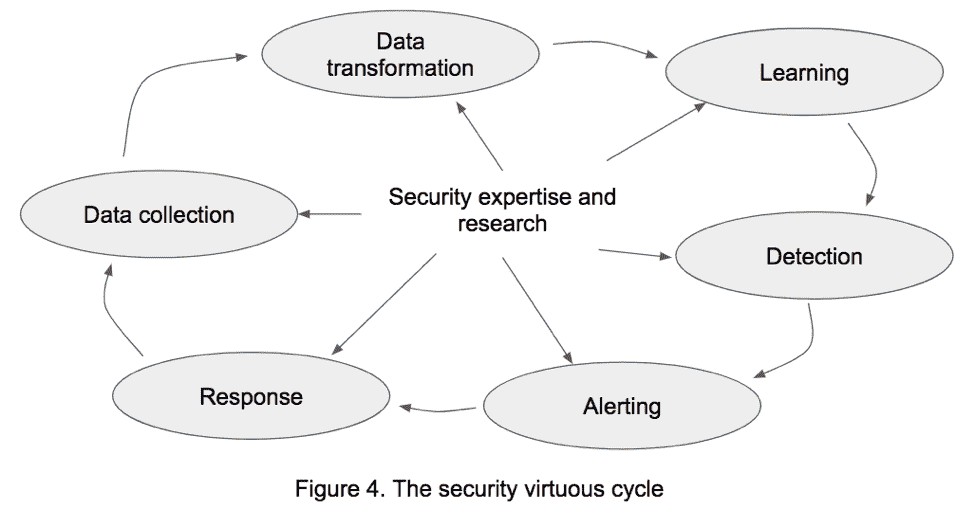 Data
transformation
Learning
Data collection
Security expertise and
research
Detection
Response
Alerting
Figure 4. The security virtuous cycle